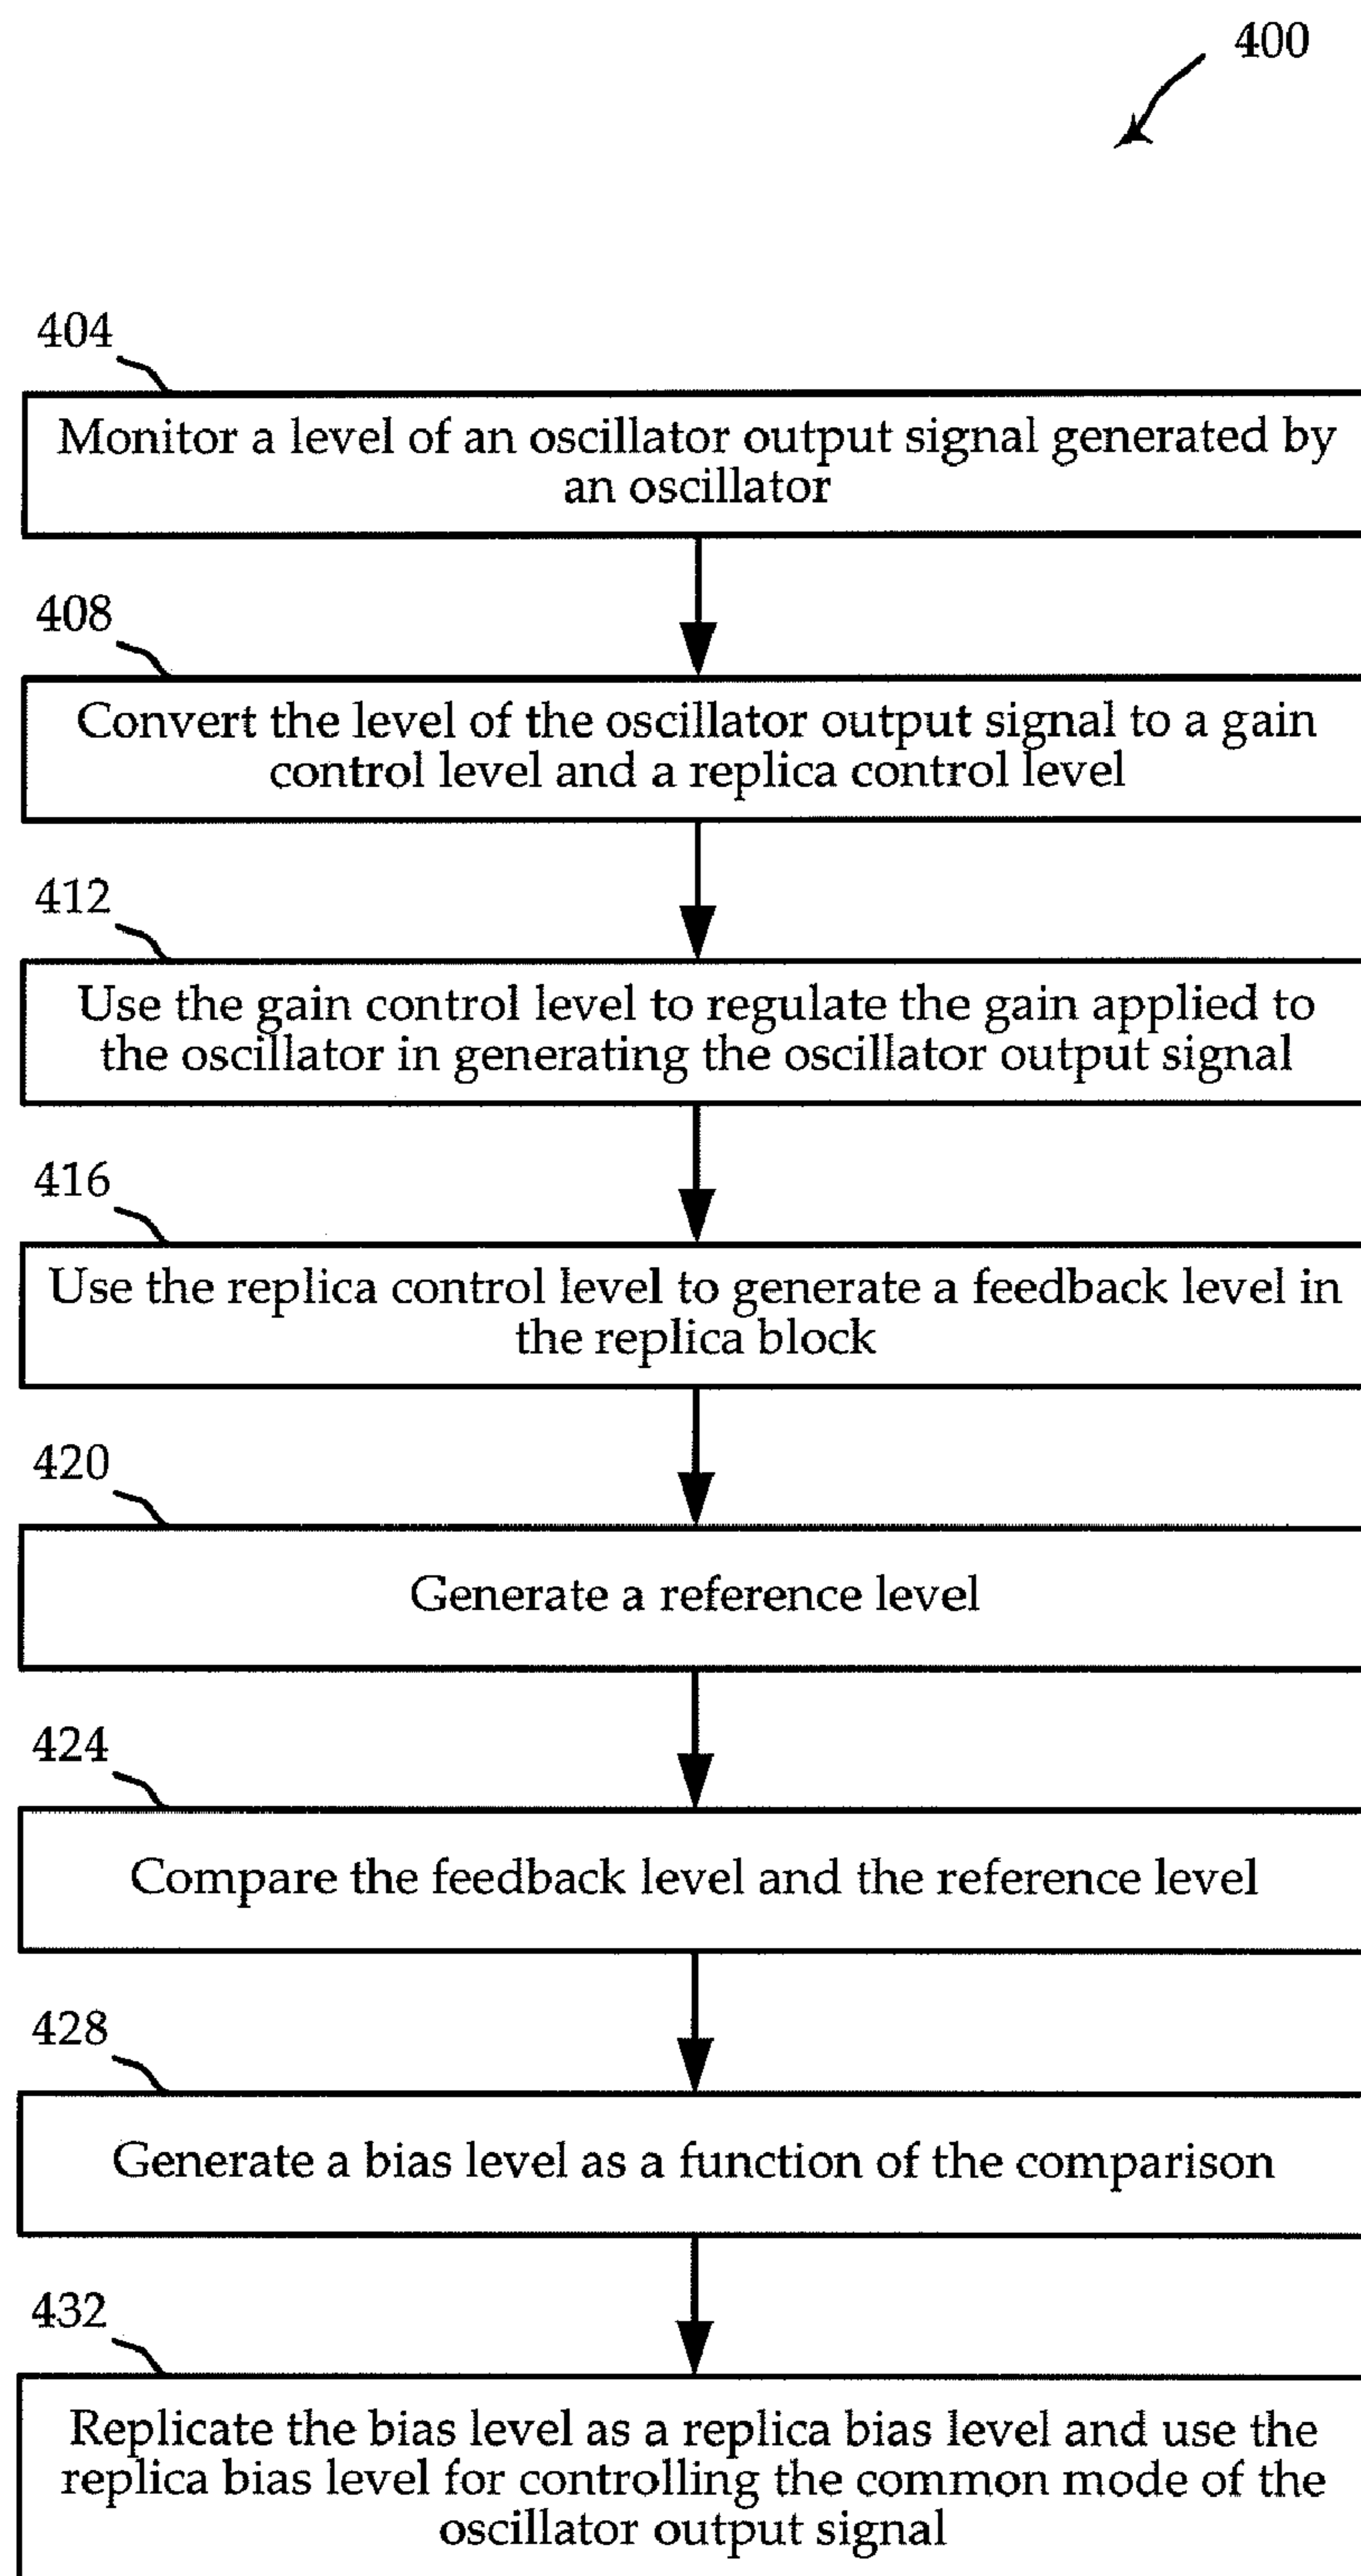 400
404
Monitor a level of an oscillator output signal generated by
an oscillator
408
Convert the level of the oscillator output signal to a gain
control level and a replica control level
412
Use the gain control level to regulate the gain applied to
the oscillator in generating the oscillator output signal
416
Use the replica control level to generate a feedback level in
the replica block
420
Generate a reference level
424
Compare the feedback level and the reference level
428
Generate a bias level as a function of the comparison
432
Replicate the bias level as a replica bias level and use the
replica bias level for controlling the common mode of the
oscillator output signal